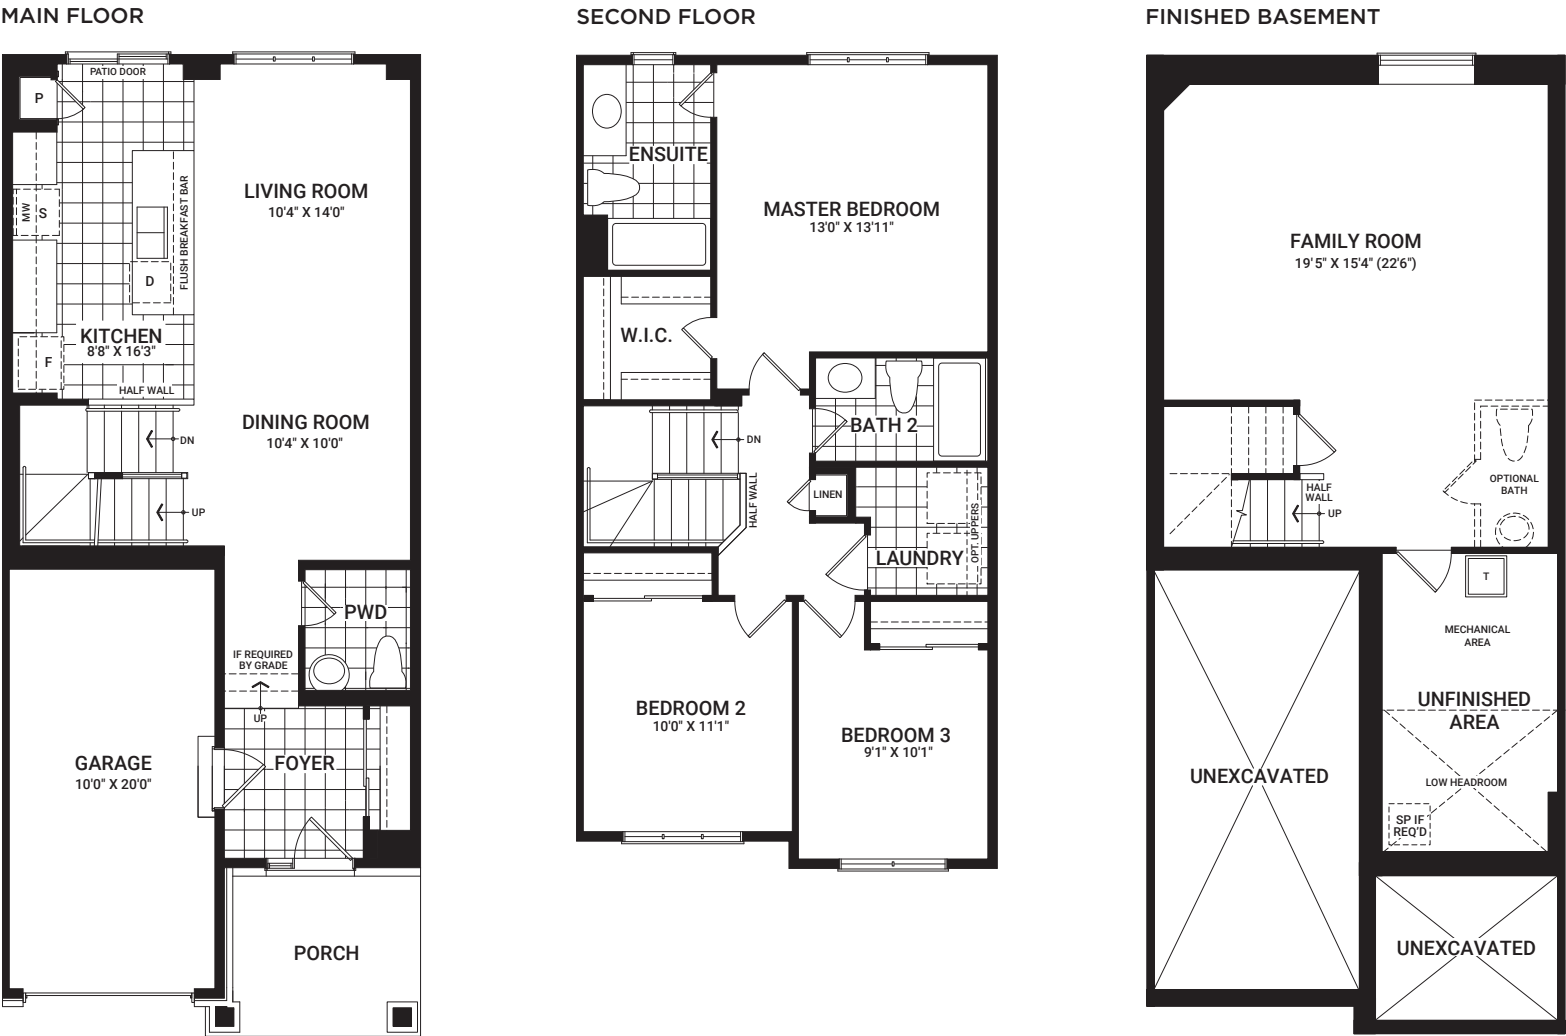 MAIN FLOOR
PATIO DOOR
P
MW
S
FLUSH BREAKFAST BAR
D
KITCHEN
8'8" X 16'3"
F
HALF WALL
LIVING ROOM
10'4" X 14'0"
DINING ROOM
10'4" X 10'0"
DN
UP
PWD
IF REQUIRED
BY GRADE
UP
FOYER
GARAGE
10'0" X 20'0"
PORCH
SECOND FLOOR
ENSUITE
MASTER BEDROOM
13'0" X 13'11"
W.I.C.
BATH 2
DN
HALF WALL
LINEN
OPT. UPPERS
LAUNDRY
BEDROOM 2
10'0" X 11'1"
BEDROOM 3
9'1" X 10'1"
FINISHED BASEMENT
FAMILY ROOM
19'5" X 15'4" (22'6")
HALF
WALL
UP
OPTIONAL
BATH
T
MECHANICAL
AREA
UNFINISHED
AREA
LOW HEADROOM
SP IF
REQ'D
UNEXCAVATED
UNEXCAVATED